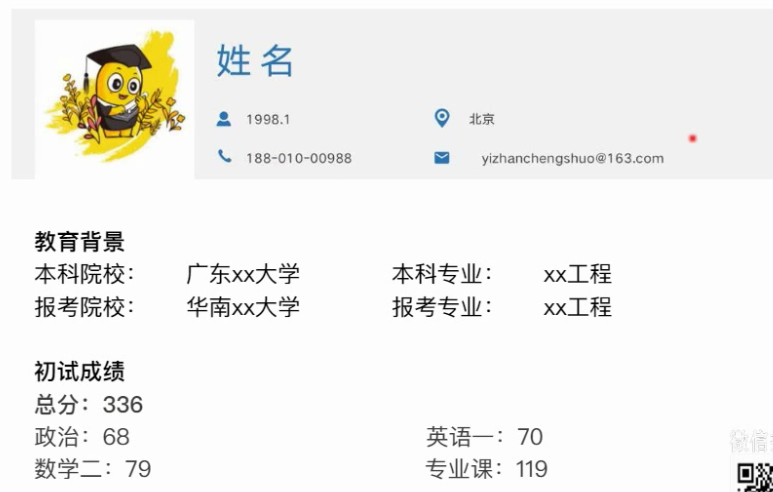 姓 名
1998.1 北京
188-010-00988 yizhanchengshuo@163.com
教育背景
本科院校： 广东xx大学 本科专业： xx工程
报考院校： 华南xx大学 报考专业： xx工程
初试成绩
总分：336
政治：68 英语一：70
数学二：79 专业课：119
微信